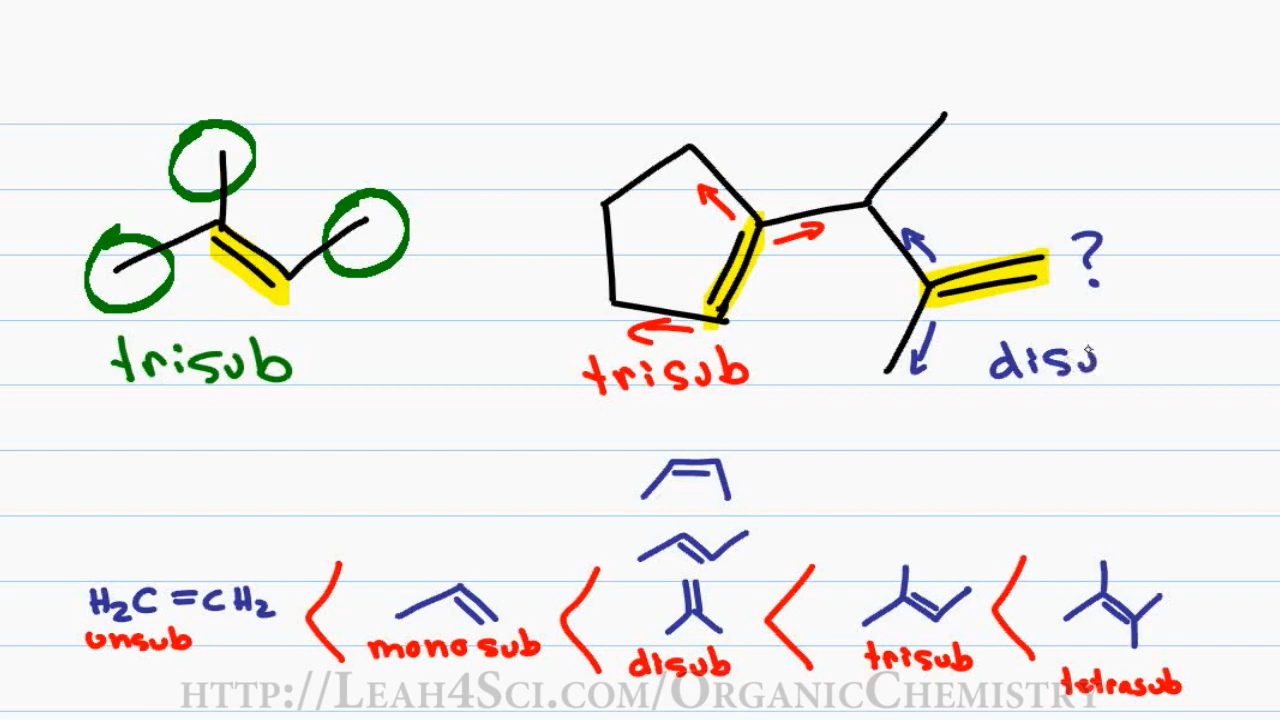 ?
trisub
trisub
disu
H₂C=CH₂ < < < <
unsub
mono sub
disub
trisub
tetrasub
HTTP://LEAH4SCI.COM/ORGANICCHEMISTRY